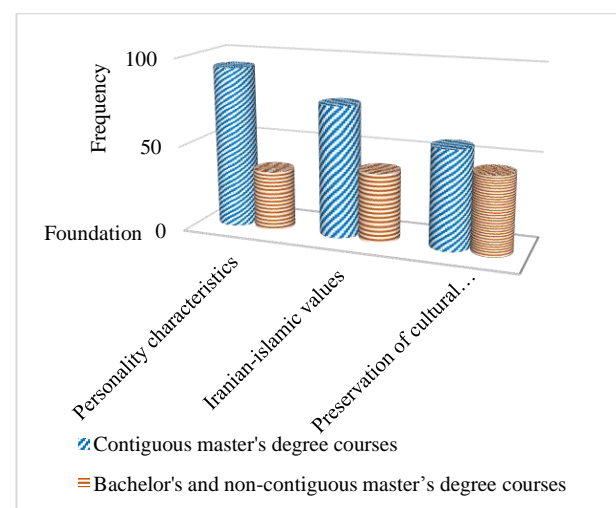 100
Frequency
50
Foundation 0
Personality characteristics
Iranian-islamic values
Preservation of cultural…
Contiguous master's degree courses
Bachelor's and non-contiguous master’s degree courses